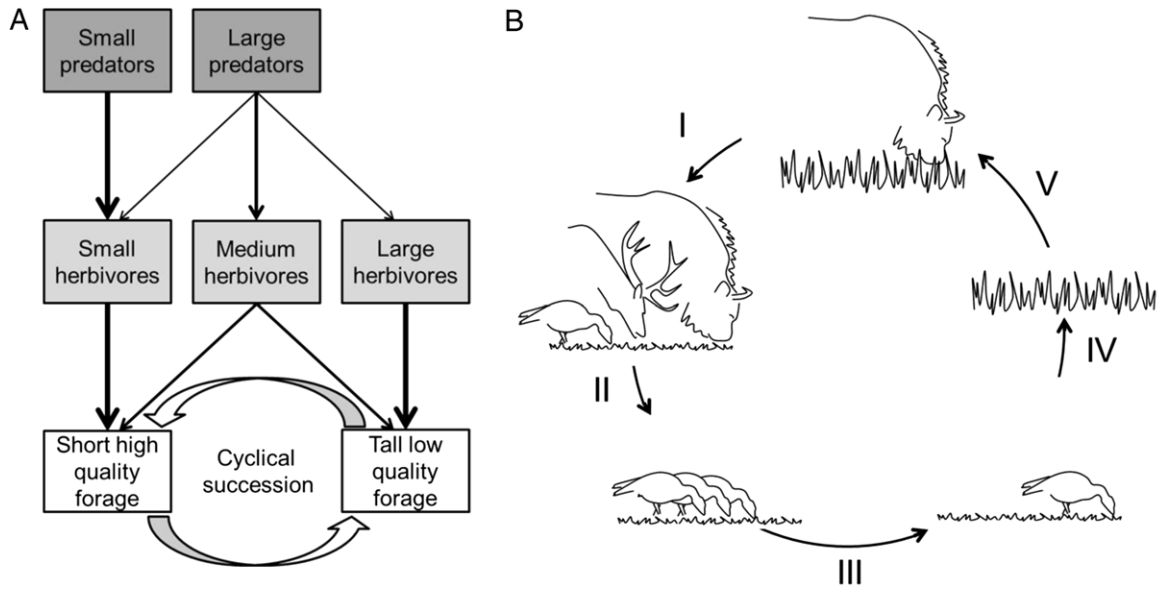 A
Small
predators
Large
predators
Small
herbivores
Medium
herbivores
Large
herbivores
Short high
quality
forage
Cyclical
succession
Tall low
quality
forage
B
I
II
III
IV
V